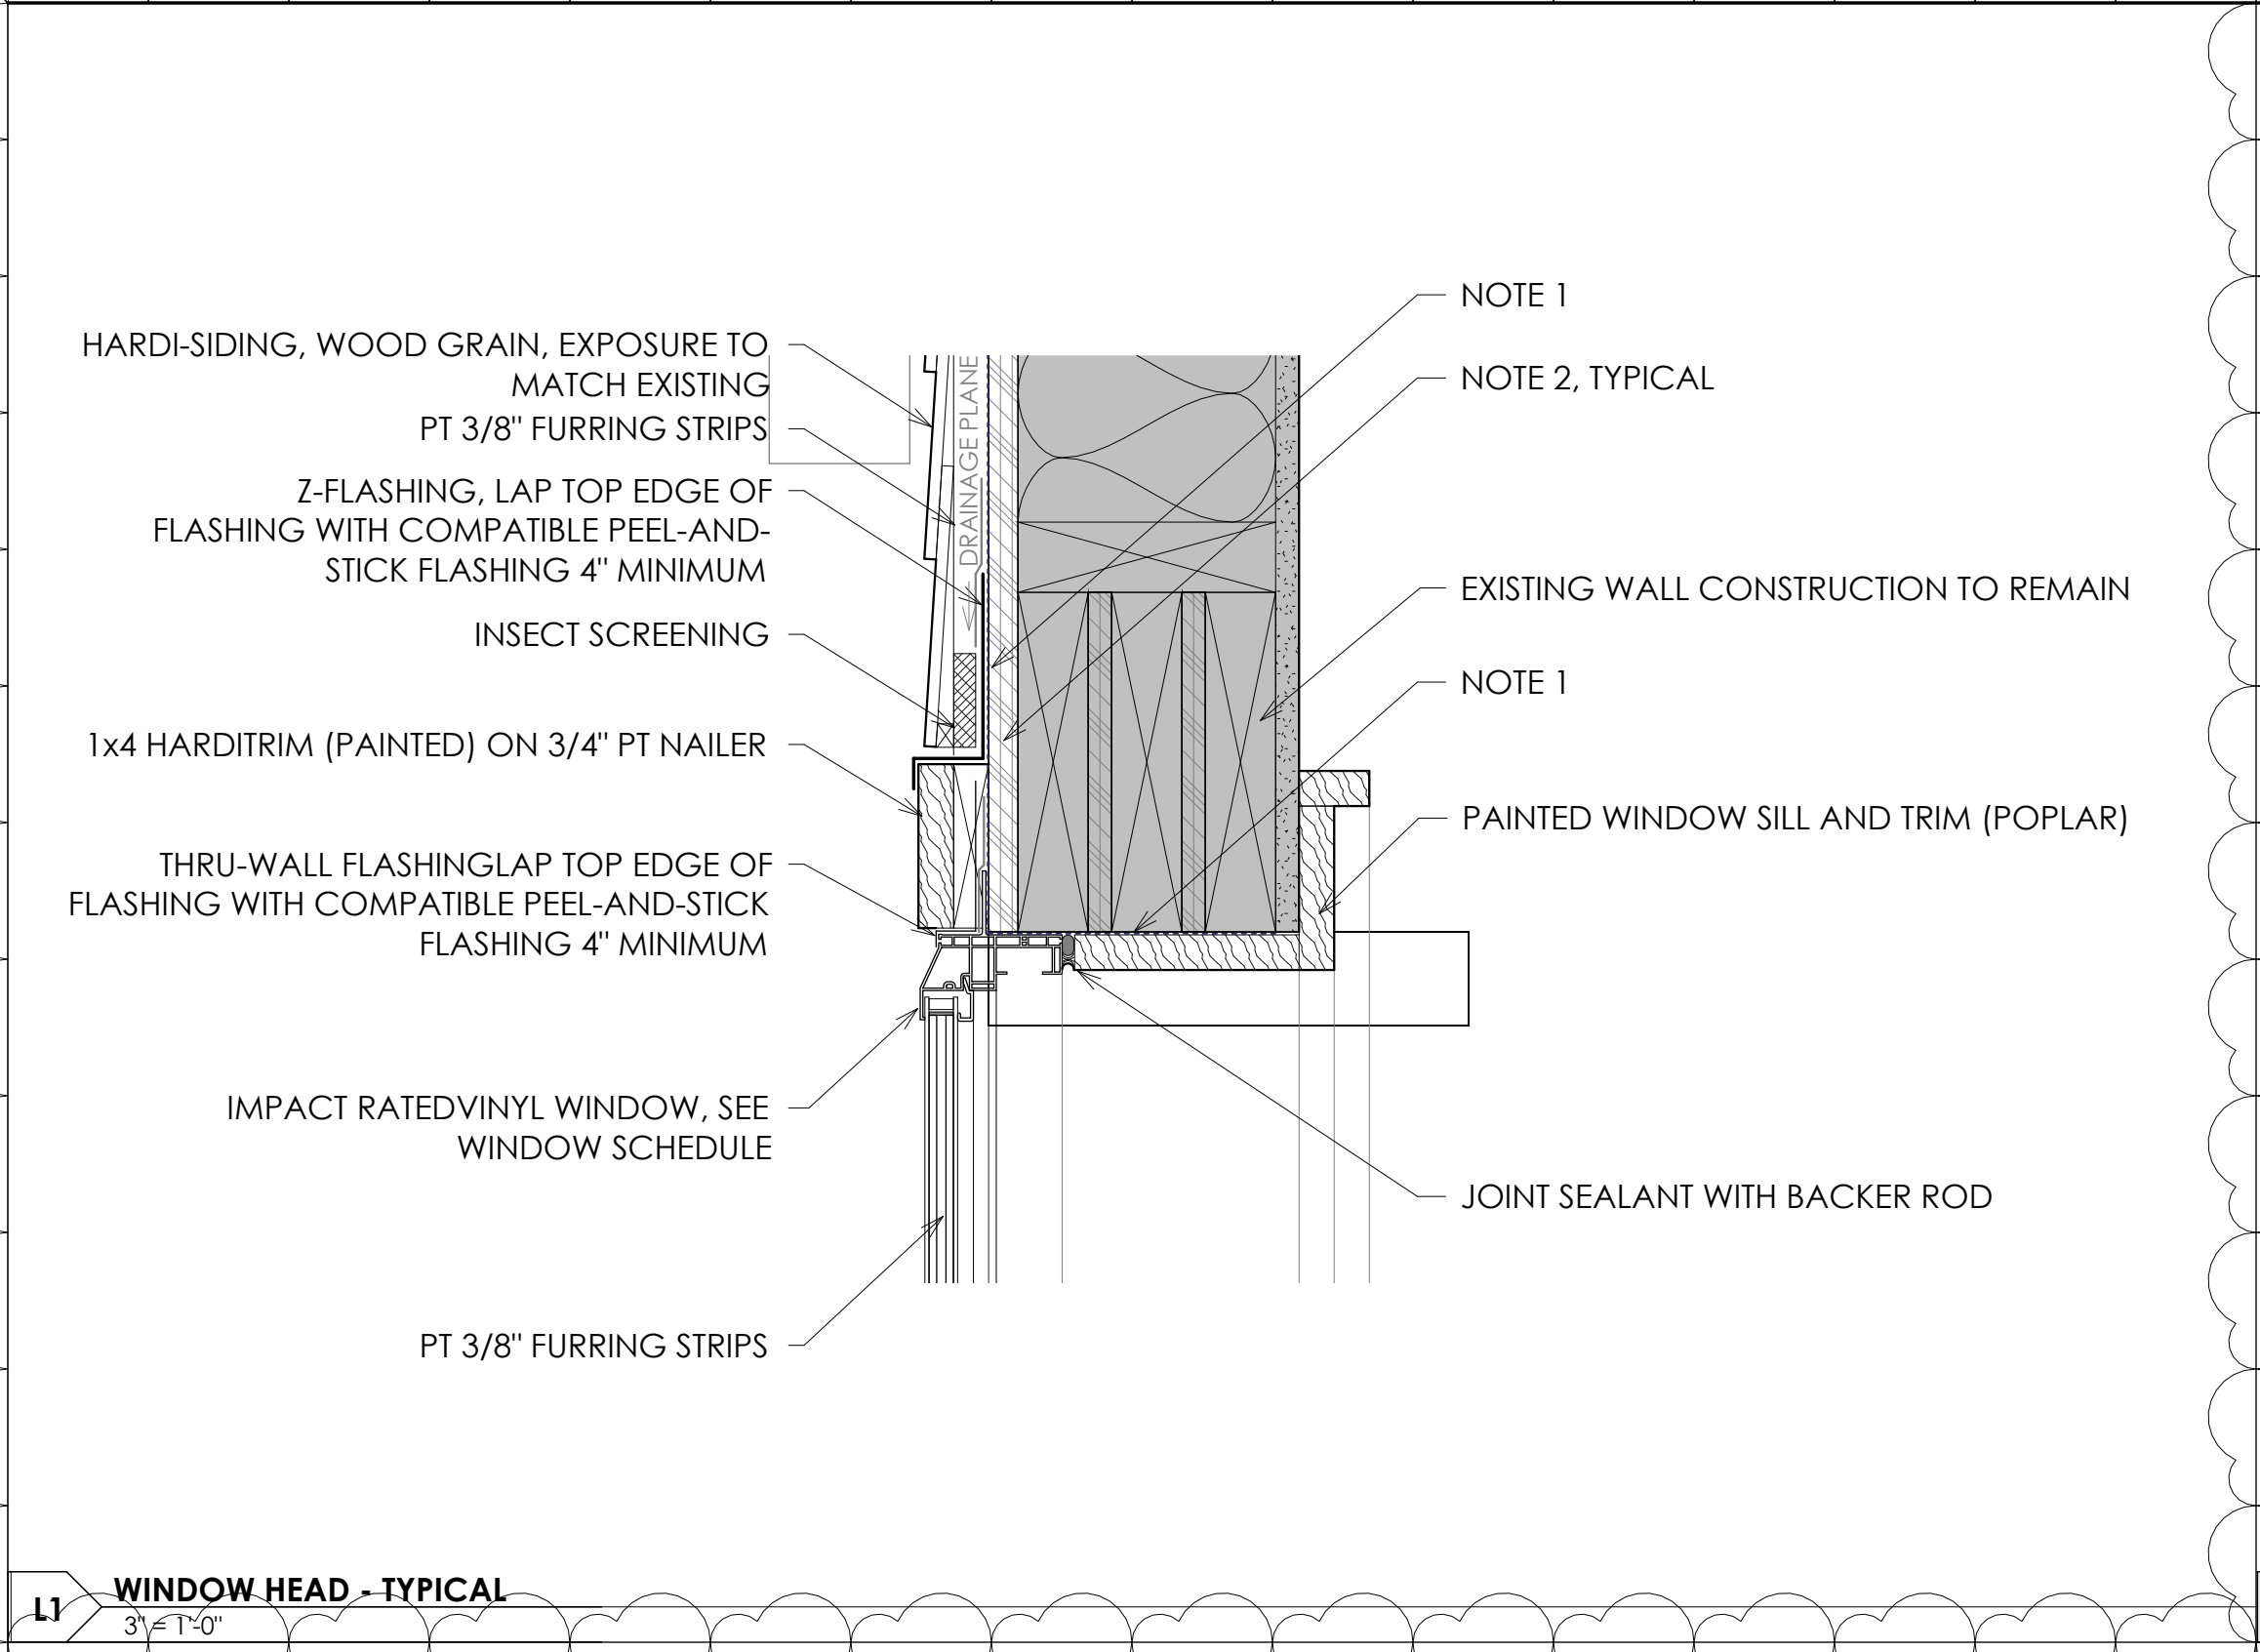 HARDI-SIDING, WOOD GRAIN, EXPOSURE TO
MATCH EXISTING
PT 3/8" FURRING STRIPS
Z-FLASHING, LAP TOP EDGE OF
FLASHING WITH COMPATIBLE PEEL-AND-
STICK FLASHING 4" MINIMUM
INSECT SCREENING
1x4 HARDITRIM (PAINTED) ON 3/4" PT NAILER
THRU-WALL FLASHINGLAP TOP EDGE OF
FLASHING WITH COMPATIBLE PEEL-AND-STICK
FLASHING 4" MINIMUM
IMPACT RATEDVINYL WINDOW, SEE
WINDOW SCHEDULE
PT 3/8" FURRING STRIPS
DRAINAGE PLANE
NOTE 1
NOTE 2, TYPICAL
EXISTING WALL CONSTRUCTION TO REMAIN
NOTE 1
PAINTED WINDOW SILL AND TRIM (POPLAR)
JOINT SEALANT WITH BACKER ROD
L1
WINDOW HEAD - TYPICAL
3" = 1'-0"